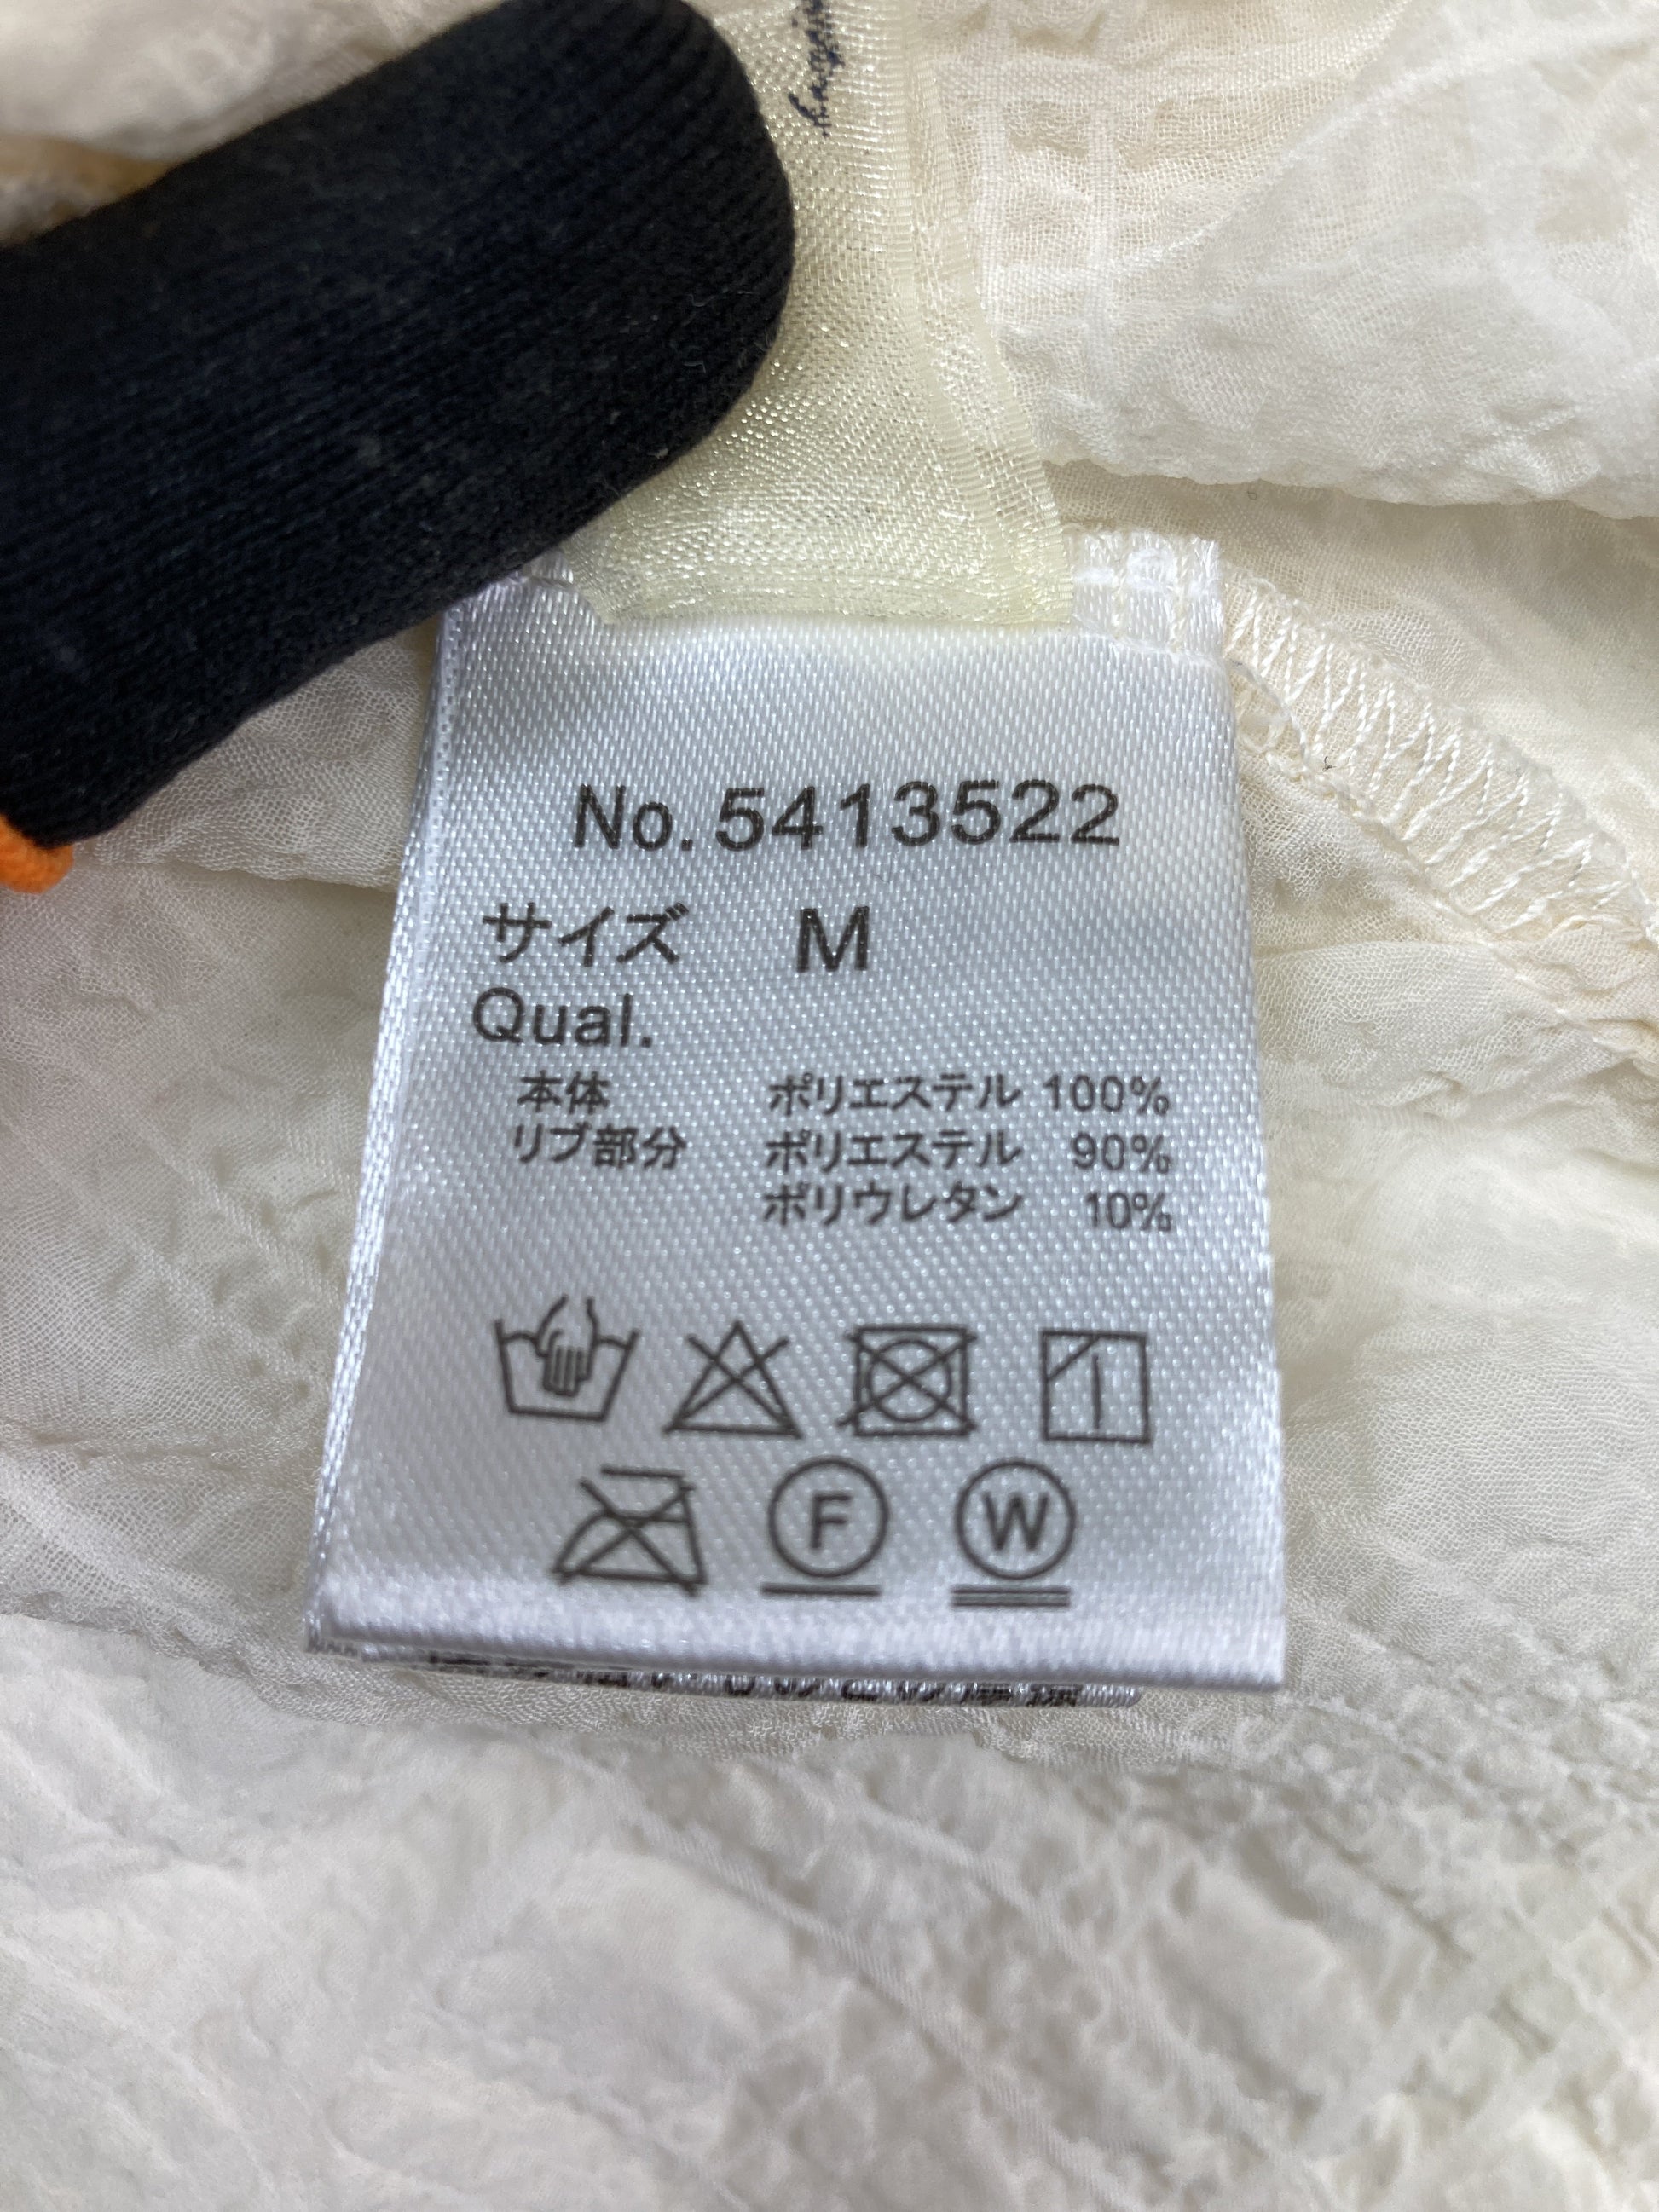 No. 5413522
サイズ M
Qual.
本体 ポリエステル 100%
リブ部分 ポリエステル 90%
ポリウレタン 10%
F W